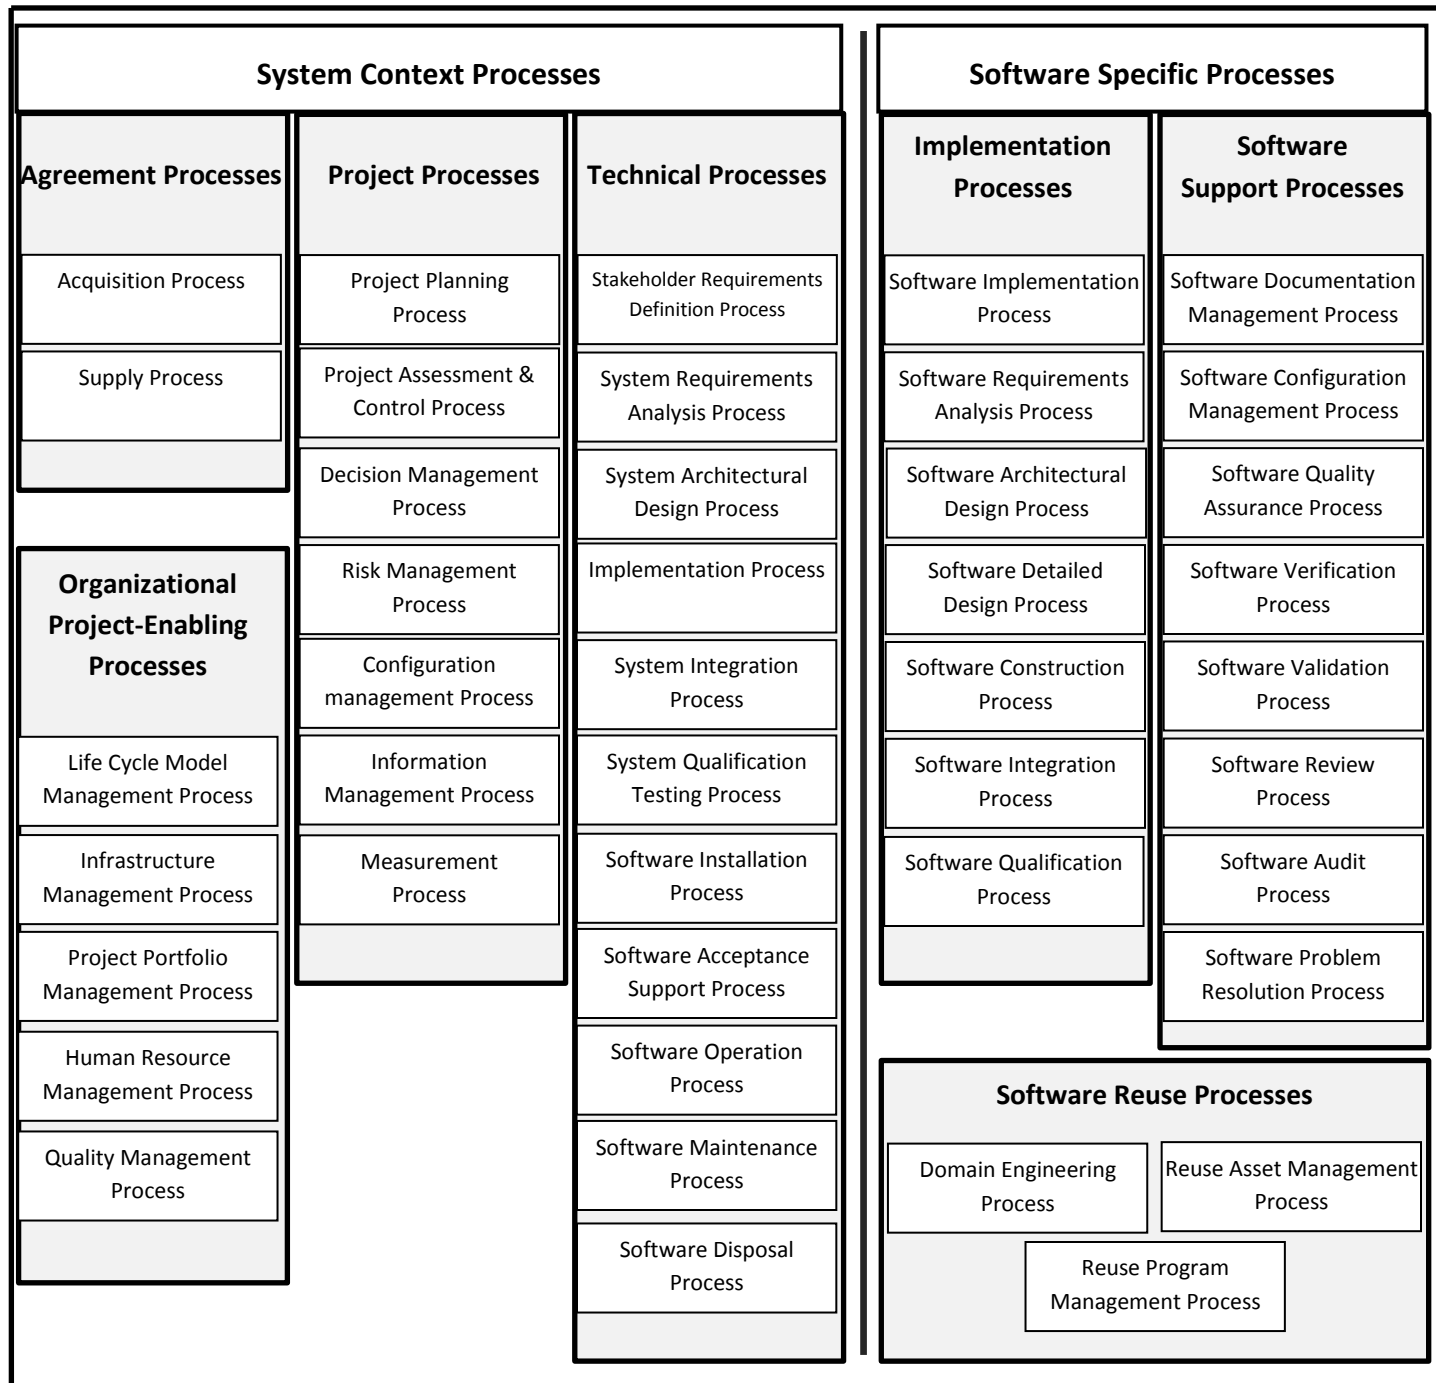 System Context Processes
Agreement Processes
Acquisition Process
Supply Process
Organizational
Project-Enabling
Processes
Life Cycle Model
Management Process
Infrastructure
Management Process
Project Portfolio
Management Process
Human Resource
Management Process
Quality Management
Process
Project Processes
Project Planning
Process
Project Assessment &
Control Process
Decision Management
Process
Risk Management
Process
Configuration
management Process
Information
Management Process
Measurement
Process
Technical Processes
Stakeholder Requirements
Definition Process
System Requirements
Analysis Process
System Architectural
Design Process
Implementation Process
System Integration
Process
System Qualification
Testing Process
Software Installation
Process
Software Acceptance
Support Process
Software Operation
Process
Software Maintenance
Process
Software Disposal
Process
Software Specific Processes
Implementation
Processes
Software Implementation
Process
Software Requirements
Analysis Process
Software Architectural
Design Process
Software Detailed
Design Process
Software Construction
Process
Software Integration
Process
Software Qualification
Process
Software
Support Processes
Software Documentation
Management Process
Software Configuration
Management Process
Software Quality
Assurance Process
Software Verification
Process
Software Validation
Process
Software Review
Process
Software Audit
Process
Software Problem
Resolution Process
Software Reuse Processes
Domain Engineering
Process
Reuse Asset Management
Process
Reuse Program
Management Process